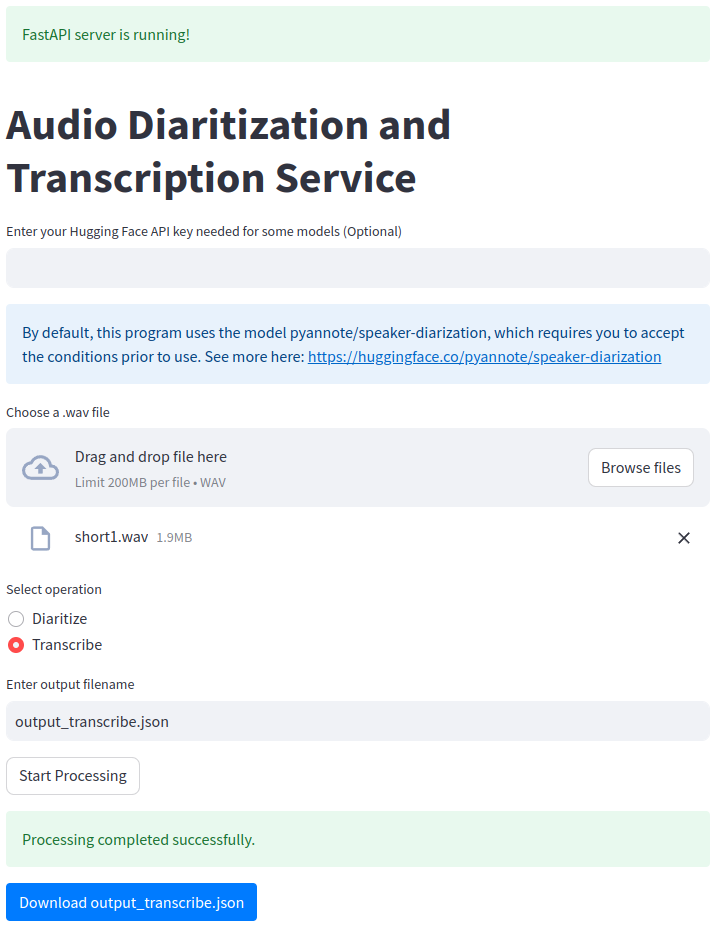 FastAPI server is running!
Audio Diaritization and
Transcription Service
Enter your Hugging Face API key needed for some models (Optional)
By default, this program uses the model pyannote/speaker-diarization, which requires you to accept
the conditions prior to use. See more here: https://huggingface.co/pyannote/speaker-diarization
Choose a .wav file
Drag and drop file here
Limit 200MB per file • WAV
Browse files
short1.wav 1.9MB
Select operation
Diaritize
Transcribe
Enter output filename
output_transcribe.json
Start Processing
Processing completed successfully.
Download output_transcribe.json